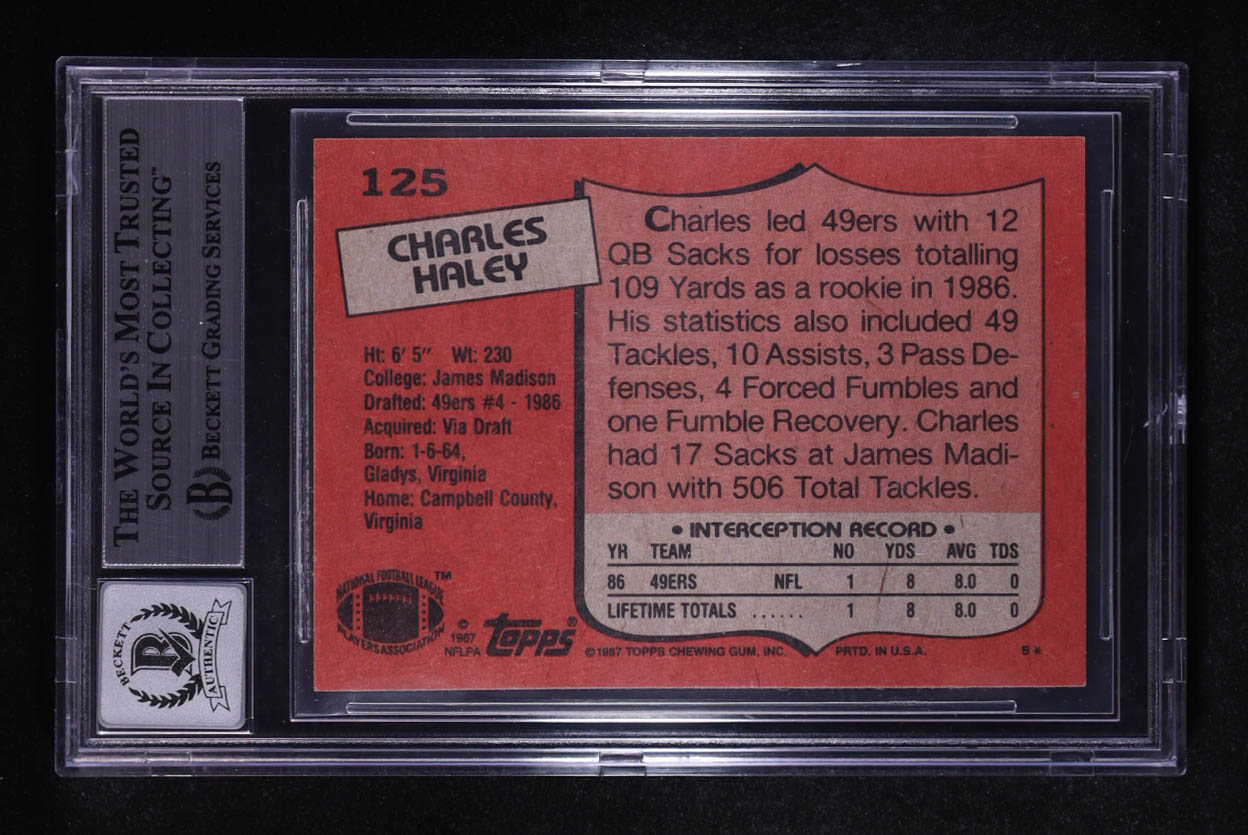 THE WORLD'S MOST TRUSTED
SOURCE IN COLLECTING™
BECKETT GRADING SERVICES
B
BECKETT
B
AUTHENTIC
125
CHARLES
HALEY
Ht: 6' 5" Wt: 230
College: James Madison
Drafted: 49ers #4 - 1986
Acquired: Via Draft
Born: 1-6-64,
Gladys, Virginia
Home: Campbell County,
Virginia
NATIONAL FOOTBALL LEAGUE™
PLAYERS ASSOCIATION
©
1987
NFLPA
topps®
Charles led 49ers with 12
QB Sacks for losses totalling
109 Yards as a rookie in 1986.
His statistics also included 49
Tackles, 10 Assists, 3 Pass De-
fenses, 4 Forced Fumbles and
one Fumble Recovery. Charles
had 17 Sacks at James Madi-
son with 506 Total Tackles.
• INTERCEPTION RECORD •
YR TEAM NO YDS AVG TDS
86 49ERS NFL 1 8 8.0 0
LIFETIME TOTALS ...... 1 8 8.0 0
©1987 TOPPS CHEWING GUM, INC. PRTD. IN U.S.A. B*